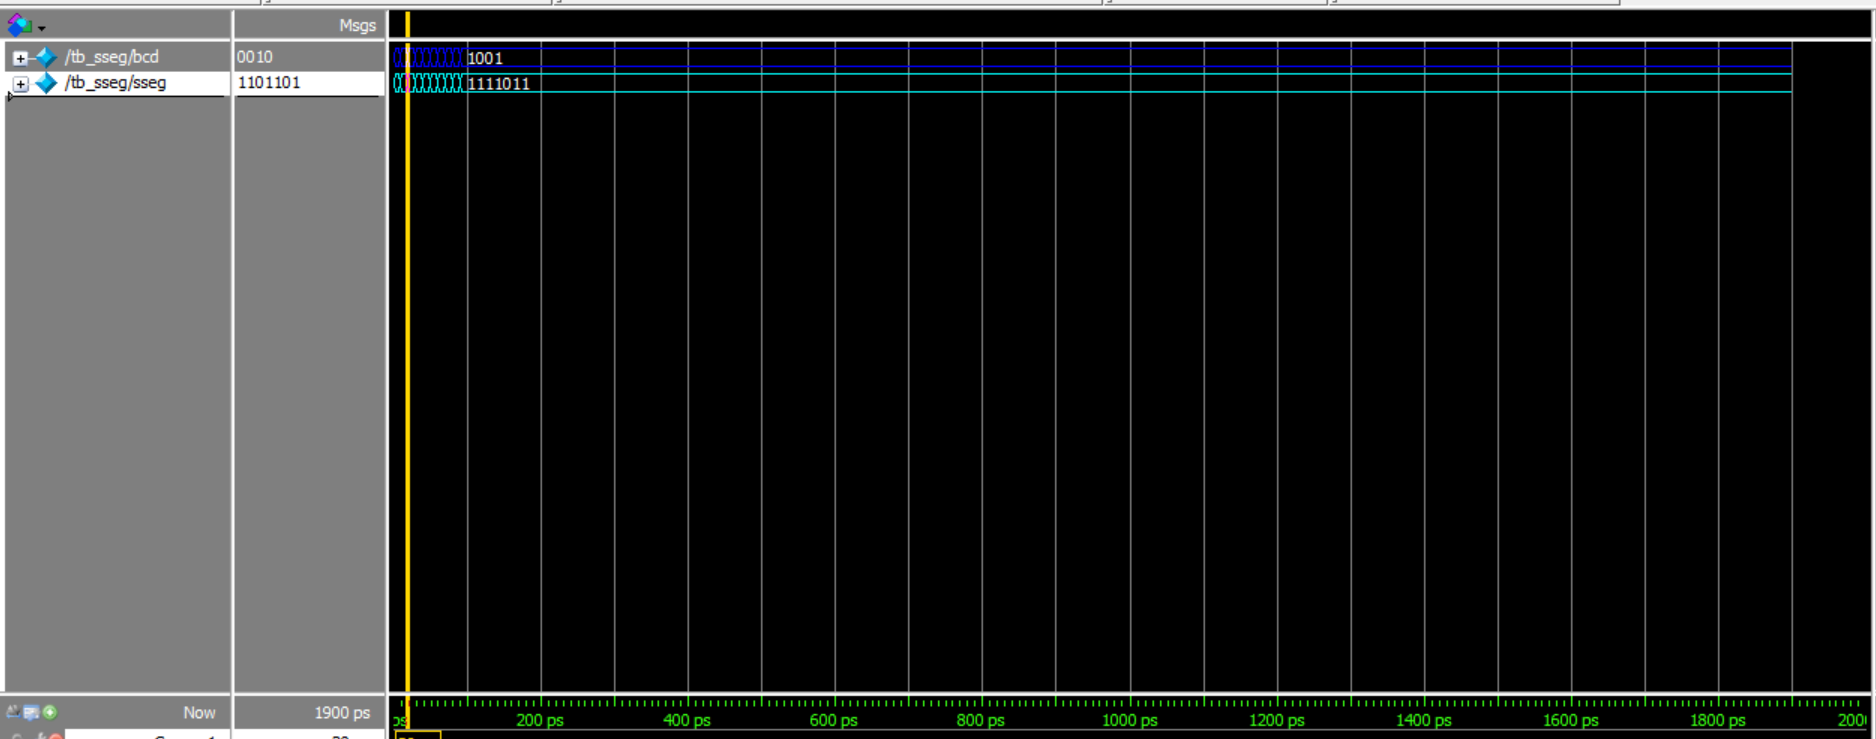 Msgs
/tb_sseg/bcd 0010 1001
/tb_sseg/sseg 1101101 1111011
Now 1900 ps
ps 200 ps 400 ps 600 ps 800 ps 1000 ps 1200 ps 1400 ps 1600 ps 1800 ps 200